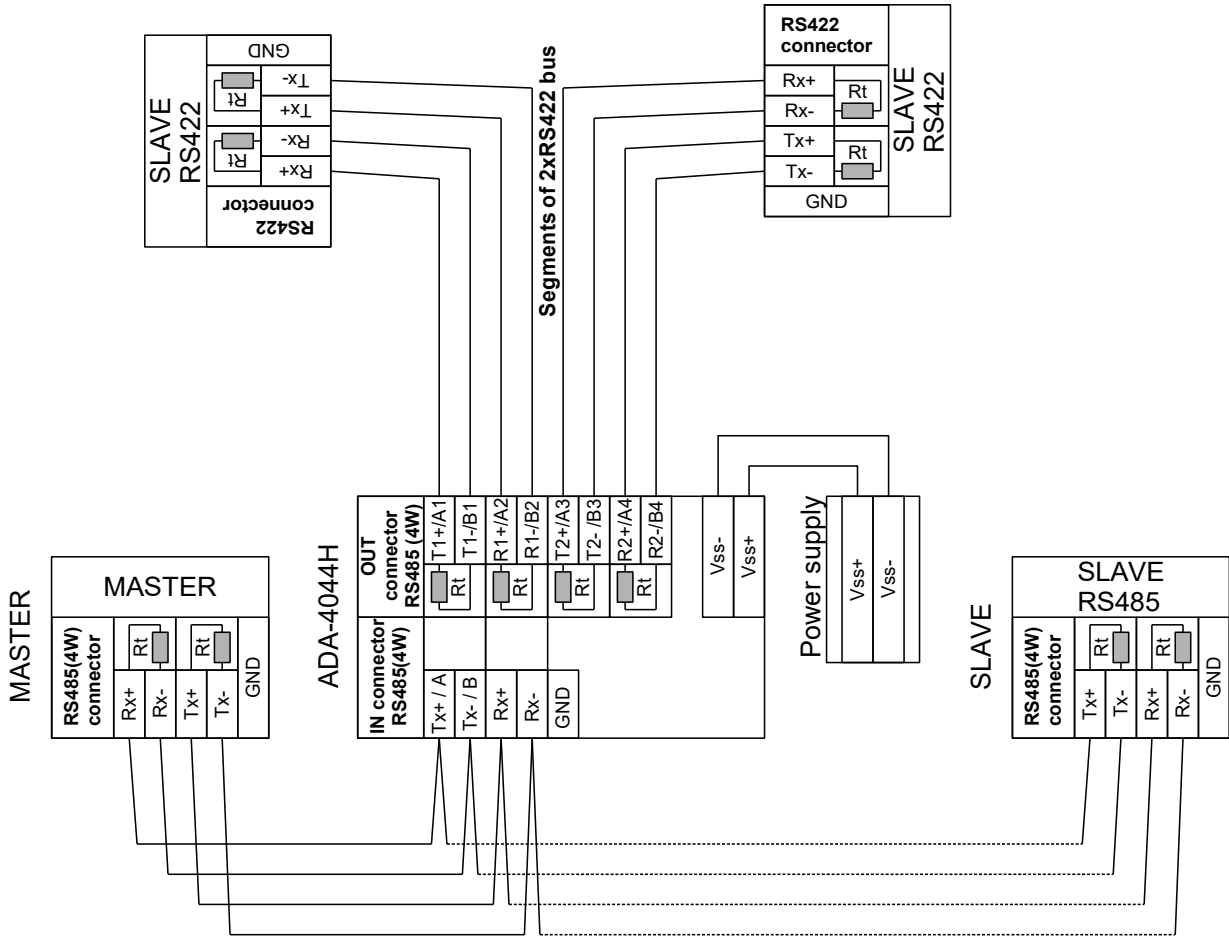 SLAVE
RS422
GND
Tx-
Tx+
Rx-
Rx+
Rt
Rt
RS422
connector
Segments of 2xRS422 bus
RS422
connector
Rx+
Rx-
Tx+
Tx-
GND
Rt
Rt
SLAVE
RS422
MASTER
MASTER
RS485(4W)
connector
Rx+
Rx-
Tx+
Tx-
GND
Rt
Rt
ADA-4044H
OUT
connector
RS485 (4W)
T1+/A1
T1-/B1
R1+/A2
R1-/B2
T2+/A3
T2- /B3
R2+/A4
R2-/B4
Rt
Rt
Rt
Rt
IN connector
RS485(4W)
Tx+ / A
Tx- / B
Rx+
Rx-
GND
Vss-
Vss+
Power supply
Vss+
Vss-
SLAVE
SLAVE
RS485
RS485(4W)
connector
Tx+
Tx-
Rx+
Rx-
GND
Rt
Rt